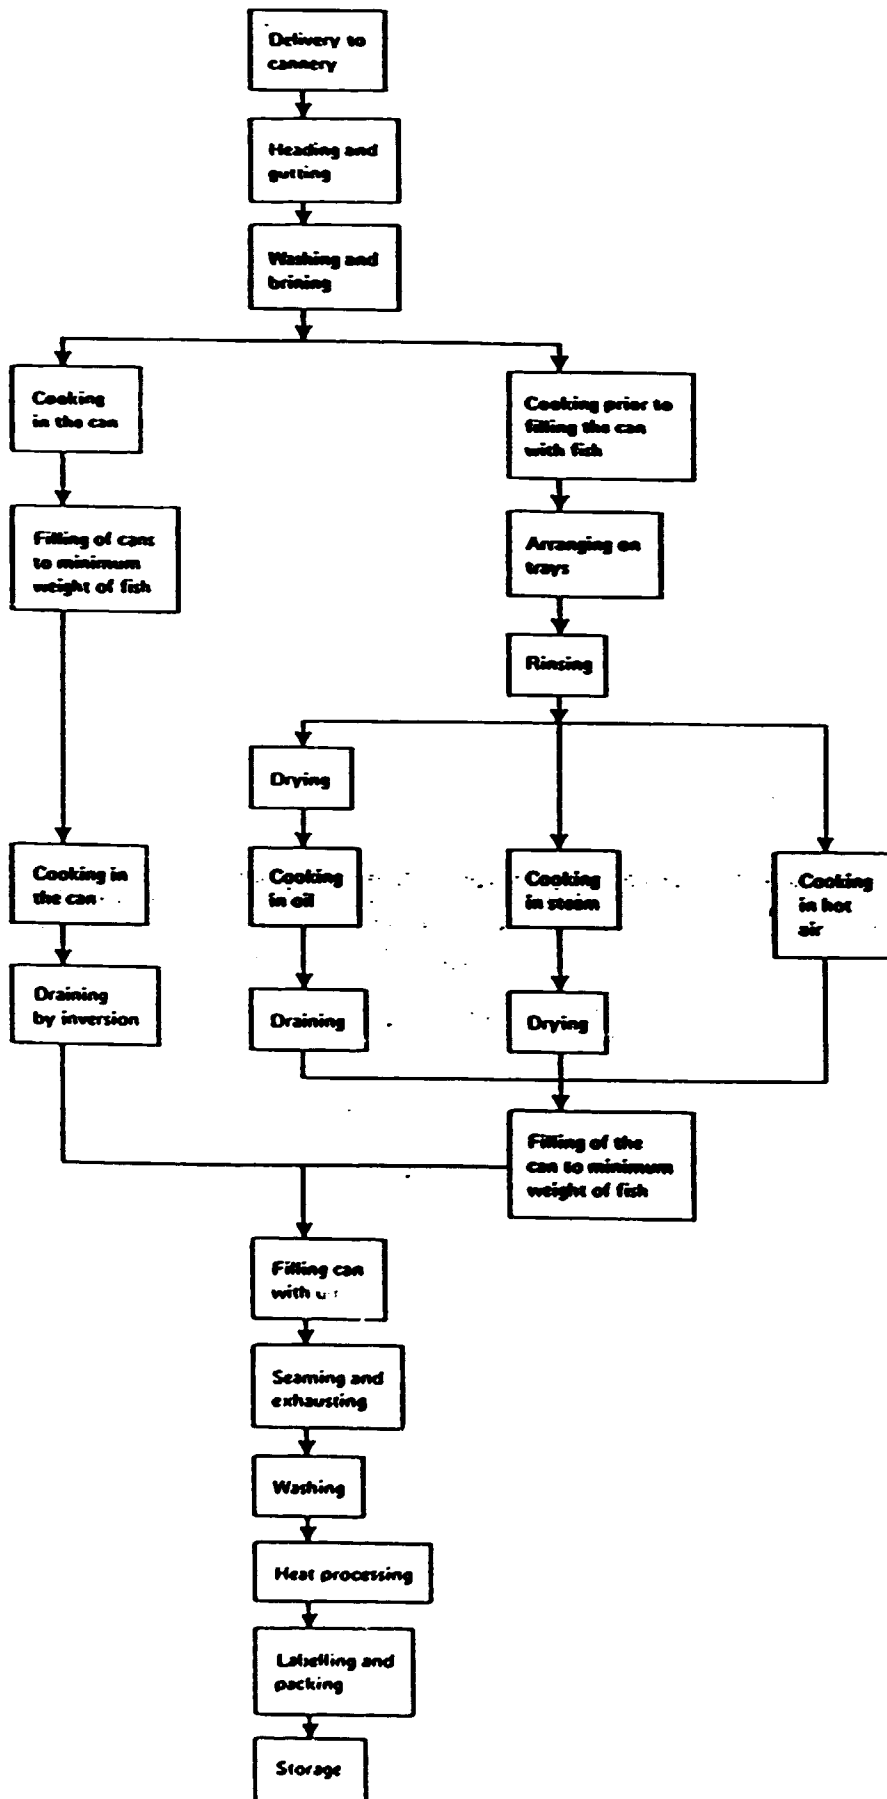 Delivery to
cannery
Heading and
gutting
Washing and
brining
Cooking
in the can
Cooking prior to
filling the can
with fish
Filling of cans
to minimum
weight of fish
Arranging on
trays
Rinsing
Drying
Cooking in
the can
Cooking
in oil
Cooking
in steam
Cooking
in hot
air
Draining
by inversion
Draining
Drying
Filling of the
can to minimum
weight of fish
Filling can
with
Seaming and
exhausting
Washing
Heat processing
Labelling and
packing
Storage